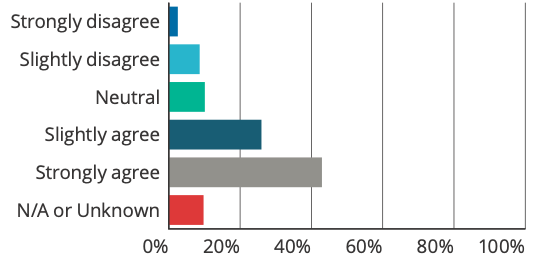 Strongly disagree
Slightly disagree
Neutral
Slightly agree
Strongly agree
N/A or Unknown
0% 20% 40% 60% 80% 100%